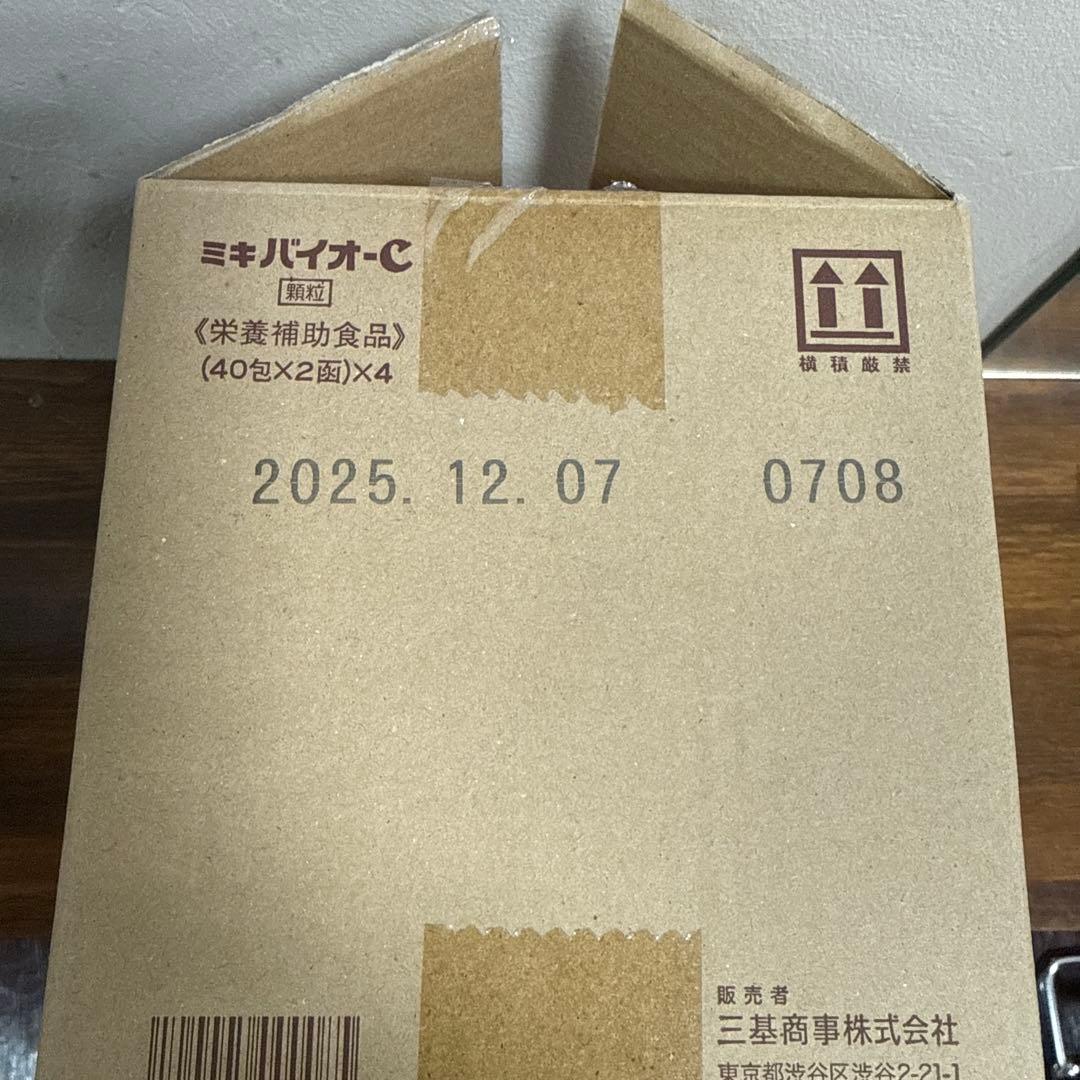 ミキ バイオ-C
顆粒
《栄養補助食品》
(40包×2函)×4
横積厳禁
2025. 12. 07 0708
販売者
三基商事株式会社
東京都渋谷区渋谷2-21-1